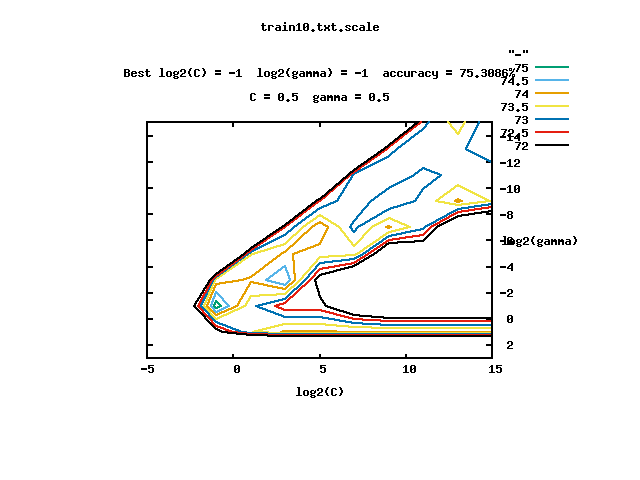 train10.txt.scale
"-"
Best log2(C) = -1 log2(gamma) = -1 accuracy = 75.3086%
75
74.5
C = 0.5 gamma = 0.5
74
73.5
73
72.5
-14
72
-12
-10
-8
-6
log2(gamma)
-4
-2
0
2
-5 0 5 10 15
log2(C)